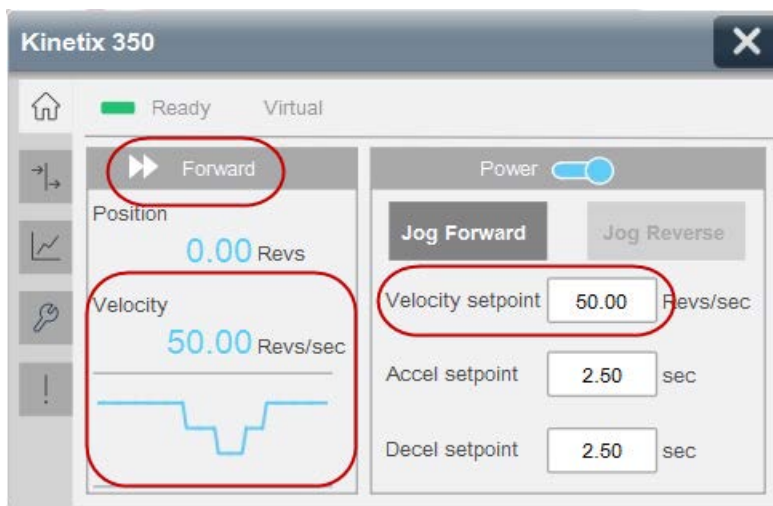 Kinetix 350
Ready Virtual
Forward
Position
0.00 Revs
Velocity
50.00 Revs/sec
Power
Jog Forward Jog Reverse
Velocity setpoint 50.00 Revs/sec
Accel setpoint 2.50 sec
Decel setpoint 2.50 sec